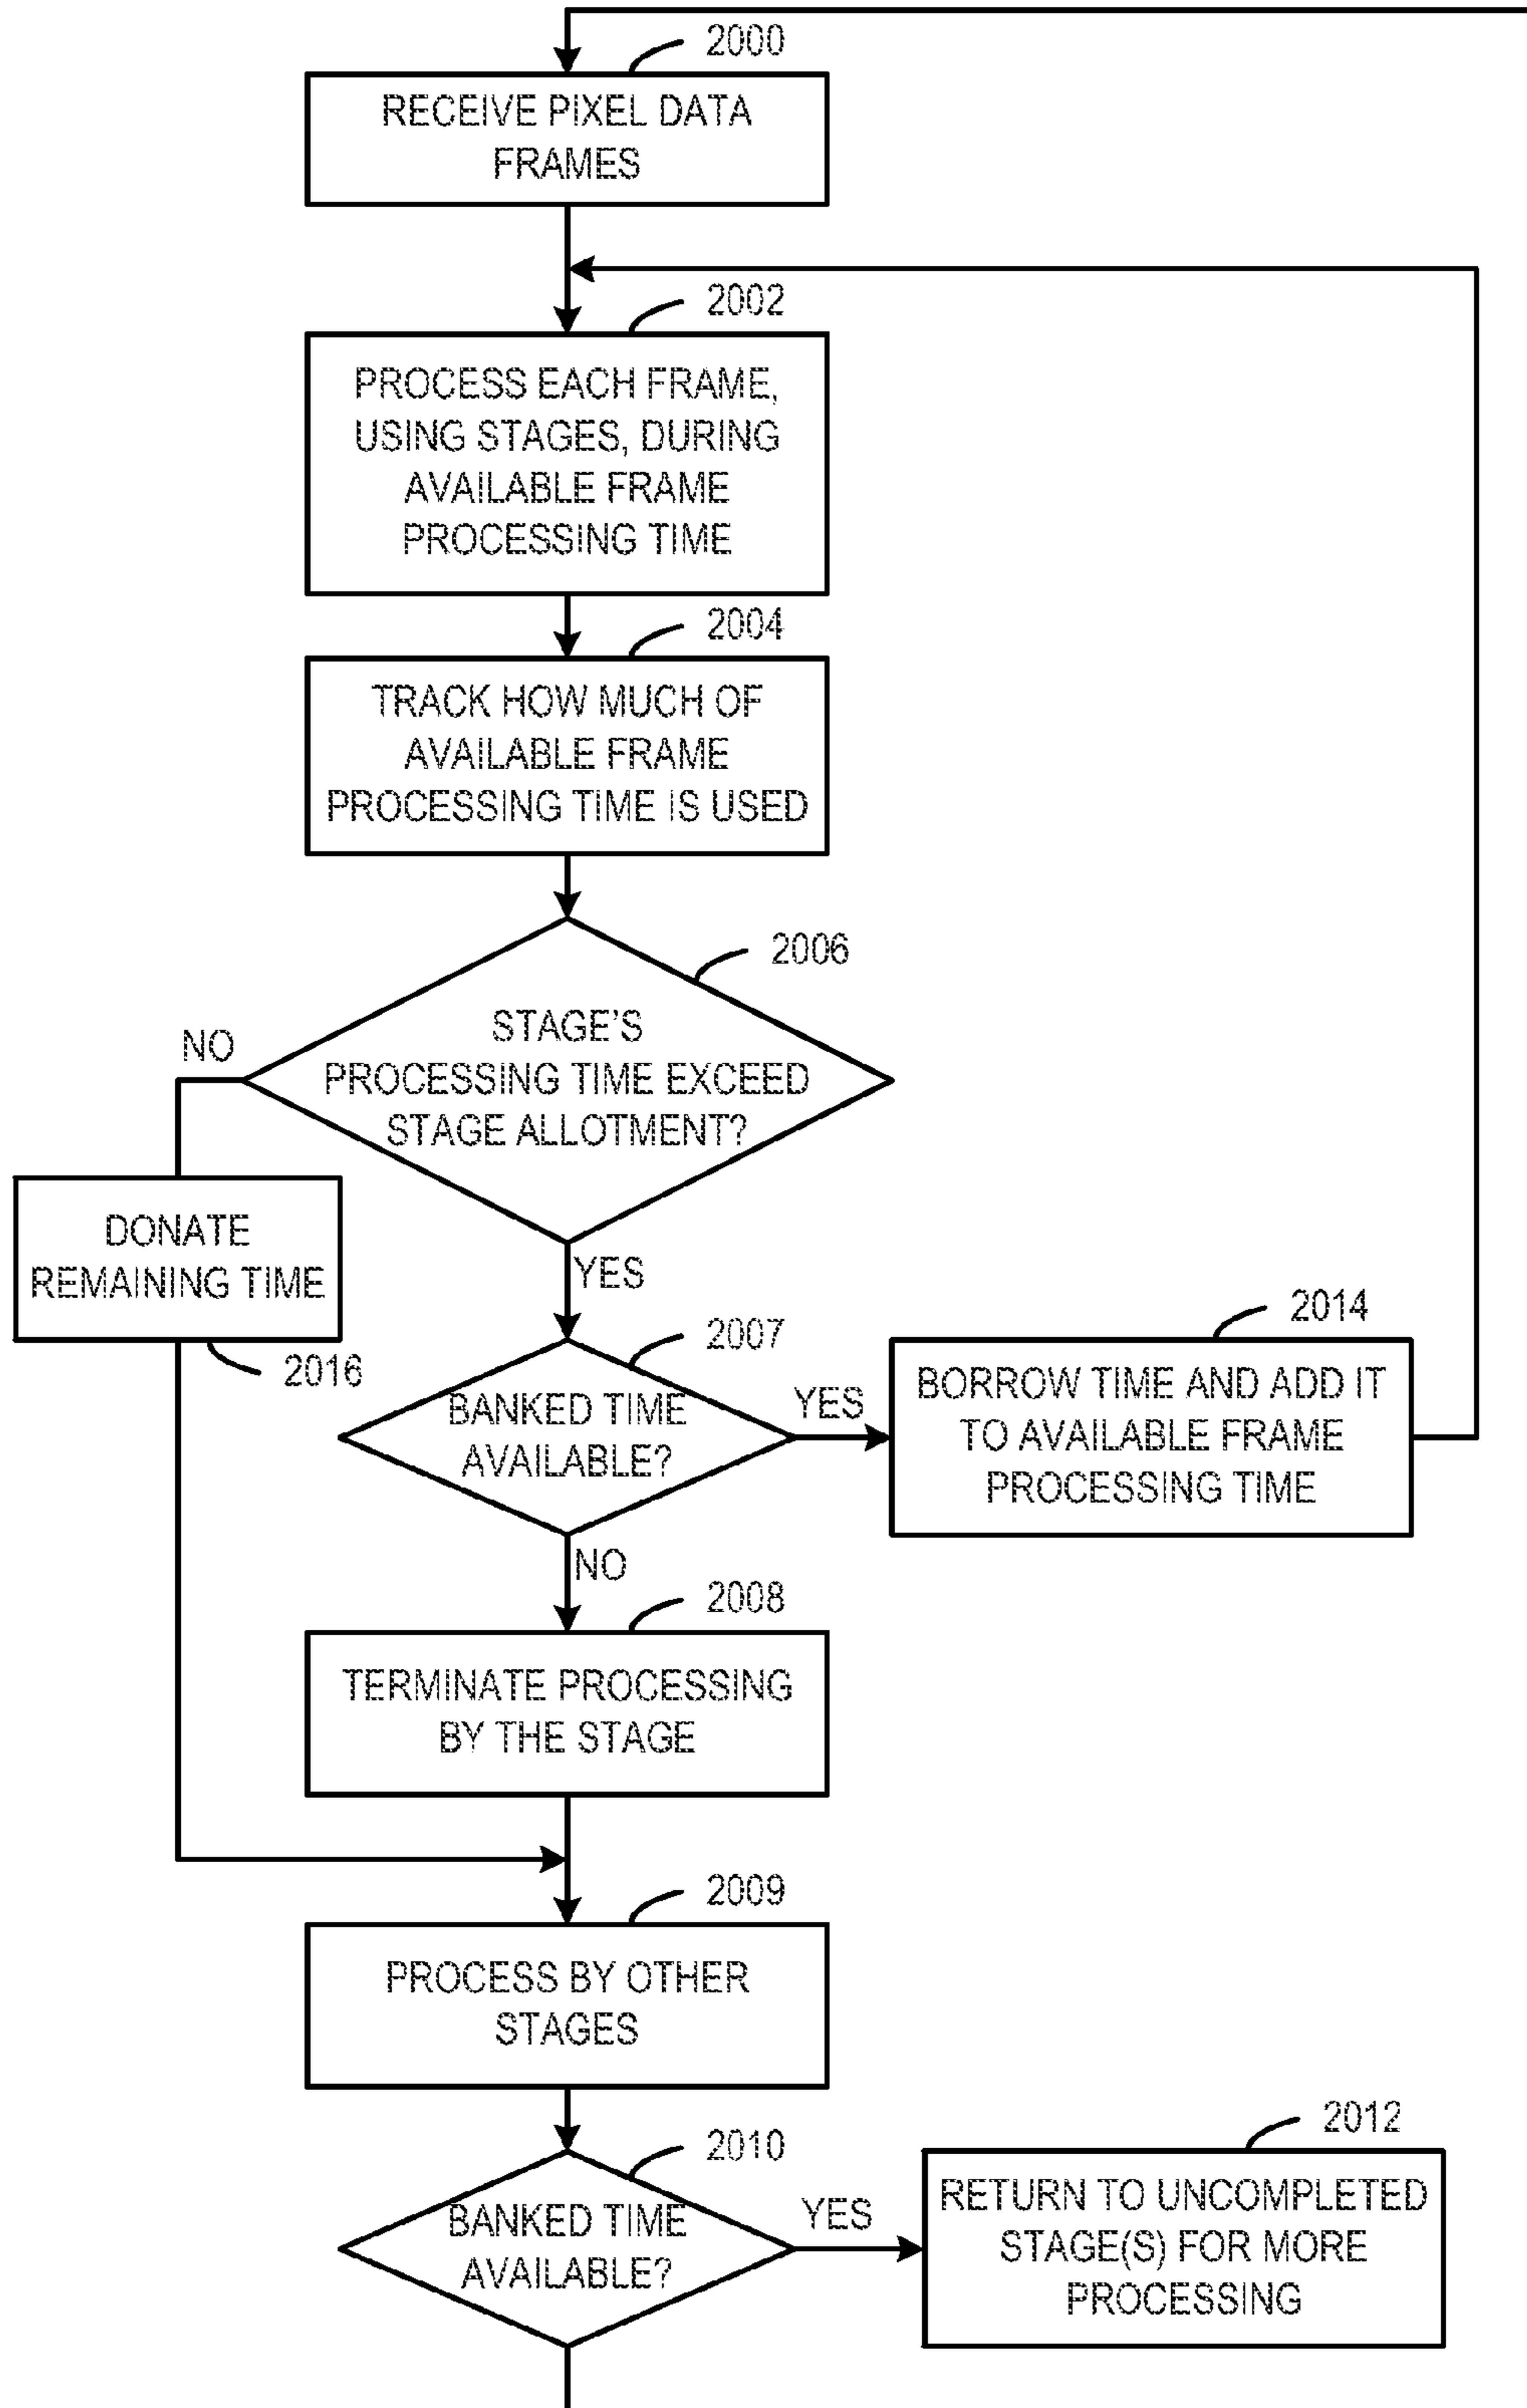 2000
RECEIVE PIXEL DATA
FRAMES
2002
PROCESS EACH FRAME,
USING STAGES, DURING
AVAILABLE FRAME
PROCESSING TIME
2004
TRACK HOW MUCH OF
AVAILABLE FRAME
PROCESSING TIME IS USED
2006
STAGE'S
PROCESSING TIME EXCEED
STAGE ALLOTMENT?
NO
DONATE
REMAINING TIME
2016
YES
2007
BANKED TIME
AVAILABLE?
YES
2014
BORROW TIME AND ADD IT
TO AVAILABLE FRAME
PROCESSING TIME
NO
2008
TERMINATE PROCESSING
BY THE STAGE
2009
PROCESS BY OTHER
STAGES
2010
BANKED TIME
AVAILABLE?
YES
2012
RETURN TO UNCOMPLETED
STAGE(S) FOR MORE
PROCESSING